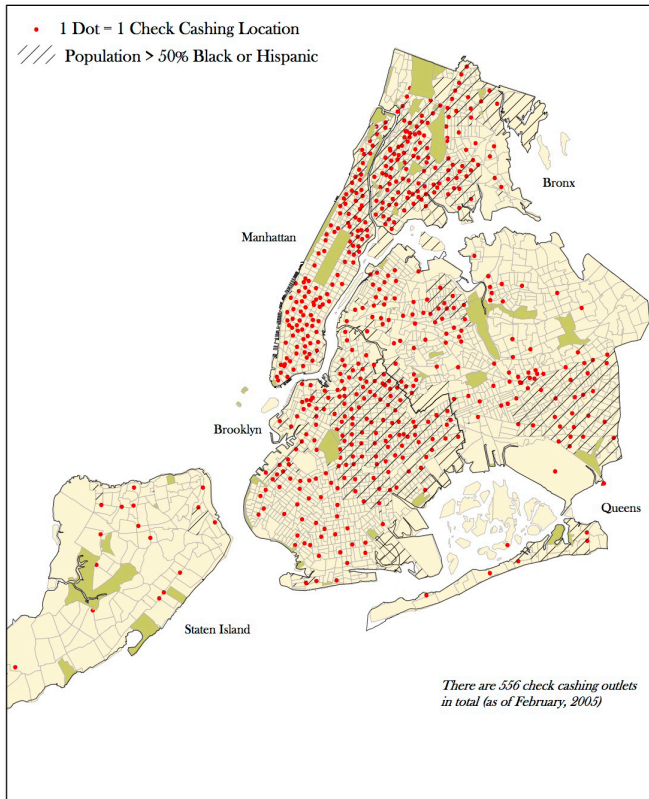 1 Dot = 1 Check Cashing Location
Population > 50% Black or Hispanic
Bronx
Manhattan
Brooklyn
Queens
Staten Island
There are 556 check cashing outlets
in total (as of February, 2005)